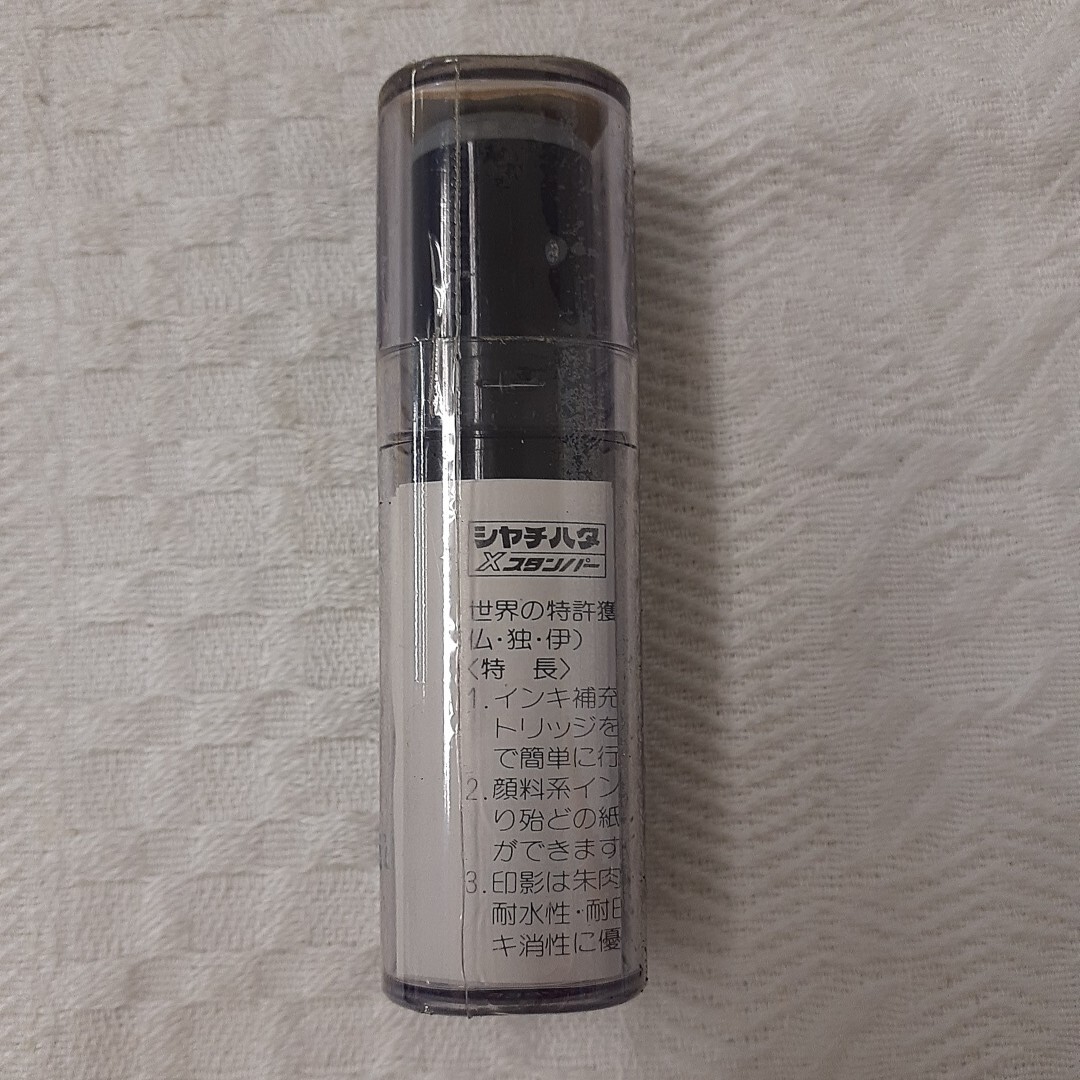 シヤチハタ
Xスタンパー
世界の特許獲
仏・独・伊)
〈特 長〉
1.インキ補充
トリッジを
で簡単に行
2.顔料系イン
り殆どの紙
ができます
3.印影は朱肉
耐水性・耐日
キ消性に優